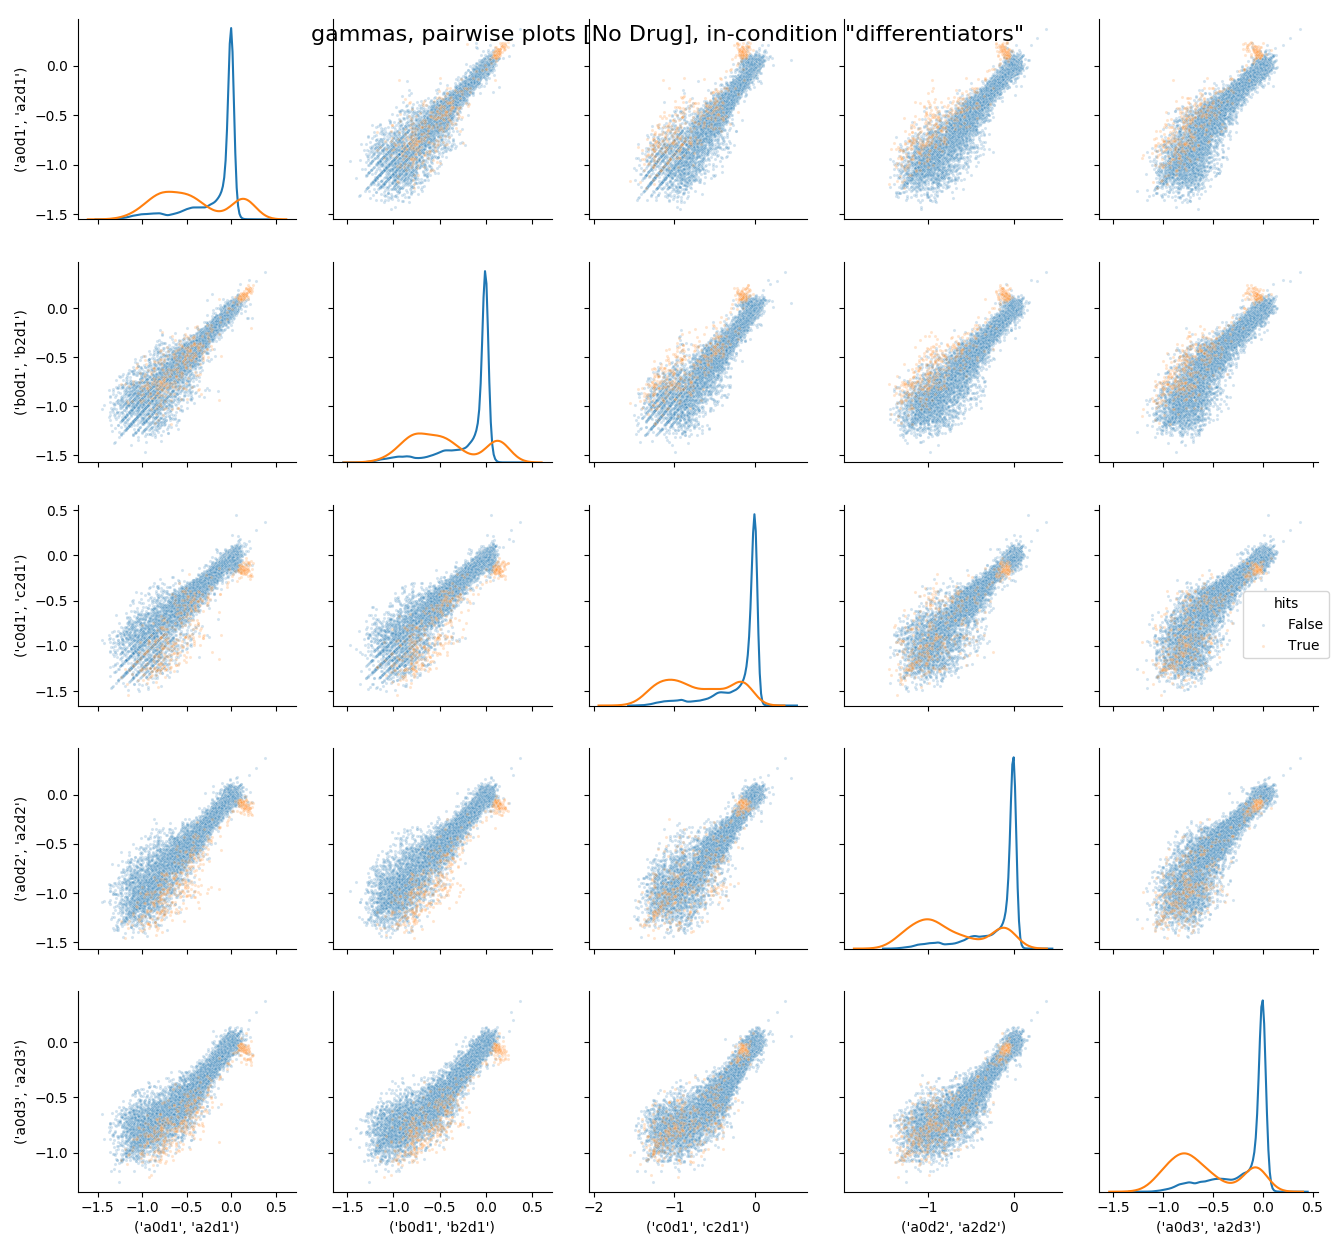 gammas, pairwise plots [No Drug], in-condition "differentiators"
('a0d1', 'a2d1')
0.0
−0.5
−1.0
−1.5
('b0d1', 'b2d1')
0.0
−0.5
−1.0
−1.5
('c0d1', 'c2d1')
0.5
0.0
−0.5
−1.0
−1.5
hits
False
True
('a0d2', 'a2d2')
0.0
−0.5
−1.0
−1.5
('a0d3', 'a2d3')
0.0
−0.5
−1.0
−1.5 −1.0 −0.5 0.0 0.5
−1.5 −1.0 −0.5 0.0 0.5
−2 −1 0
−1 0
−1.5 −1.0 −0.5 0.0 0.5
('a0d1', 'a2d1')
('b0d1', 'b2d1')
('c0d1', 'c2d1')
('a0d2', 'a2d2')
('a0d3', 'a2d3')